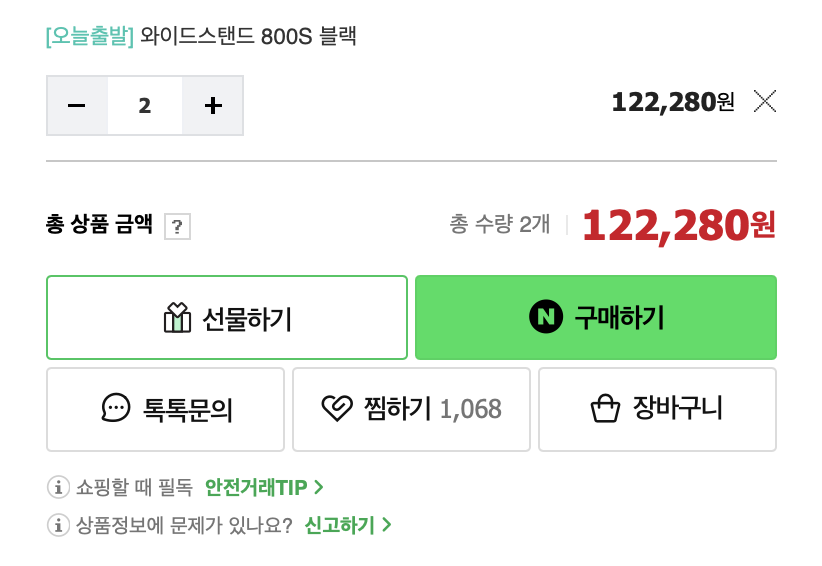 [오늘출발] 와이드스탠드 800S 블랙
2 122,280원
총 상품 금액 ? 총 수량 2개 122,280원
선물하기 N 구매하기
톡톡문의 찜하기 1,068 장바구니
쇼핑할 때 필독 안전거래TIP
상품정보에 문제가 있나요? 신고하기